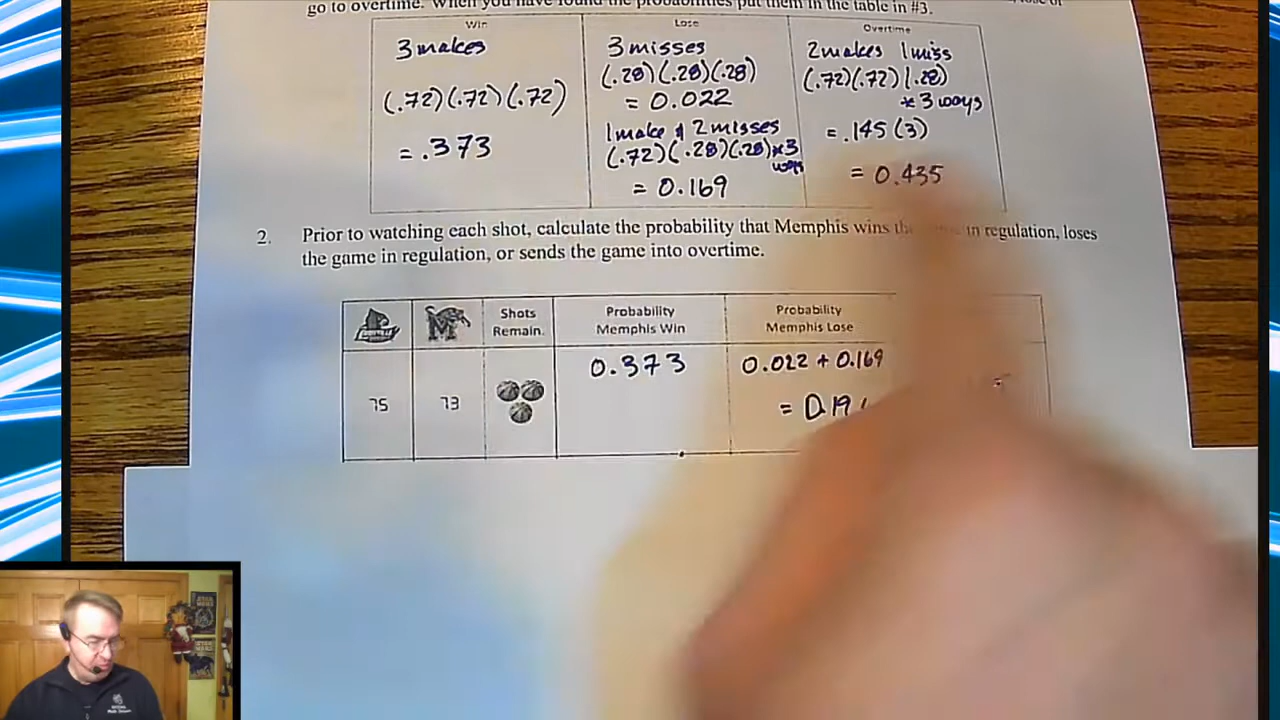 go to overtime. When you have found the probabilities put them in the table in #3.
Win
3 makes
(.72)(.72)(.72)
= .373
Lose
3 misses
(.28)(.28)(.28)
= 0.022
1 make & 2 misses
(.72)(.28)(.28)*3
ways
= 0.169
Overtime
2 makes 1 miss
(.72)(.72)(.28)
* 3 ways
= .145(3)
= 0.435
2. Prior to watching each shot, calculate the probability that Memphis wins in regulation, loses
the game in regulation, or sends the game into overtime.
Shots
Remain.
Probability
Memphis Win
Probability
Memphis Lose
75
73
0.373
0.022 + 0.169
= 0.19